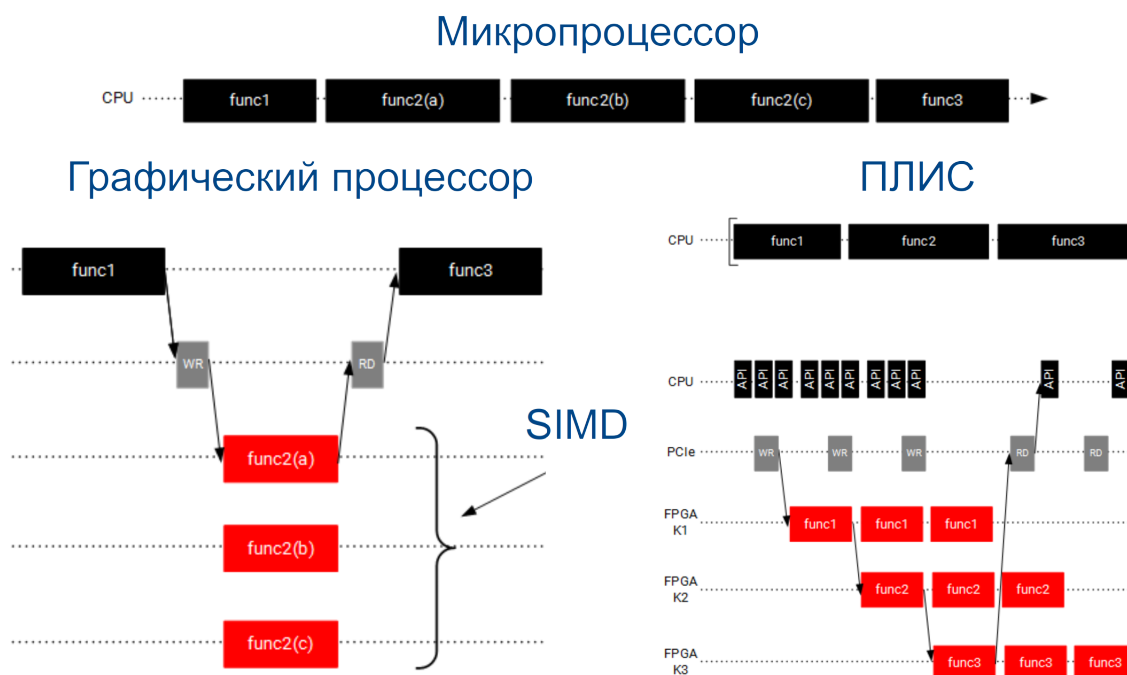 Микропроцессор
CPU func1 func2(a) func2(b) func2(c) func3
Графический процессор
func1 func3
WR RD
func2(a)
func2(b)
func2(c)
SIMD
ПЛИС
CPU func1 func2 func3
CPU API API API API API API API API API API API
PCIe WR WR WR RD RD
FPGA
K1 func1 func1 func1
FPGA
K2 func2 func2 func2
FPGA
K3 func3 func3 func3